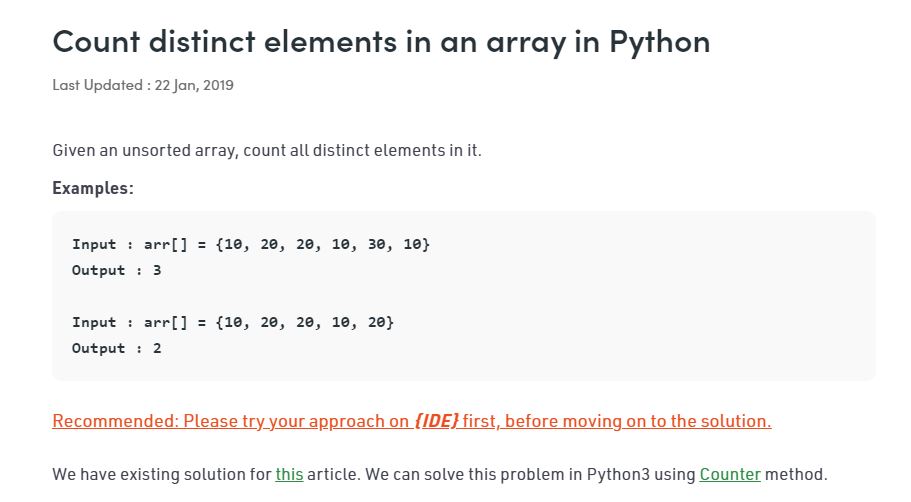 Count distinct elements in an array in Python
Last Updated : 22 Jan, 2019
Given an unsorted array, count all distinct elements in it.
Examples:
Input : arr[] = {10, 20, 20, 10, 30, 10}
Output : 3
Input : arr[] = {10, 20, 20, 10, 20}
Output : 2
Recommended: Please try your approach on {IDE} first, before moving on to the solution.
We have existing solution for this article. We can solve this problem in Python3 using Counter method.